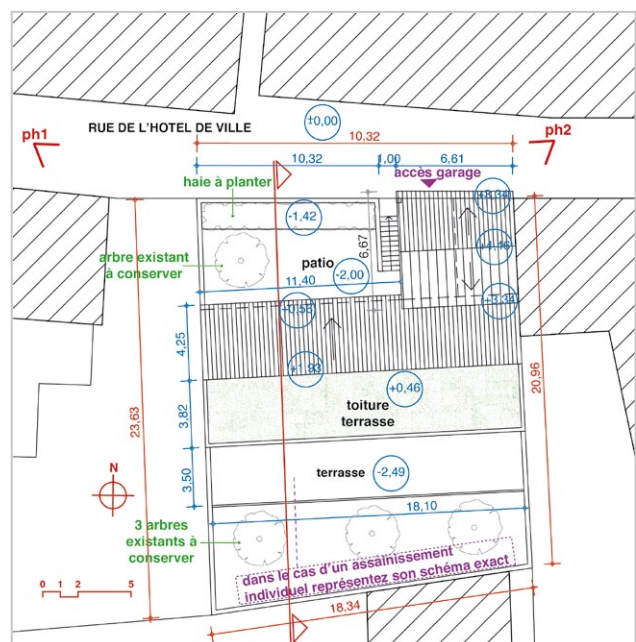 RUE DE L'HOTEL DE VILLE
±0,00
ph1
ph2
10,32
10,32
1,00
6,61
accès garage
haie à planter
-1,42
+3,34
6,67
+4,16
arbre existant
à conserver
patio
-2,00
11,40
+0,58
+3,34
4,25
+1,93
+0,46
20,96
toiture
terrasse
3,82
23,63
terrasse
-2,49
3.50
N
18,10
3 arbres
existants à
conserver
dans le cas d'un assainissement
individuel représentez son schéma exact
0 1 2 5
18,34